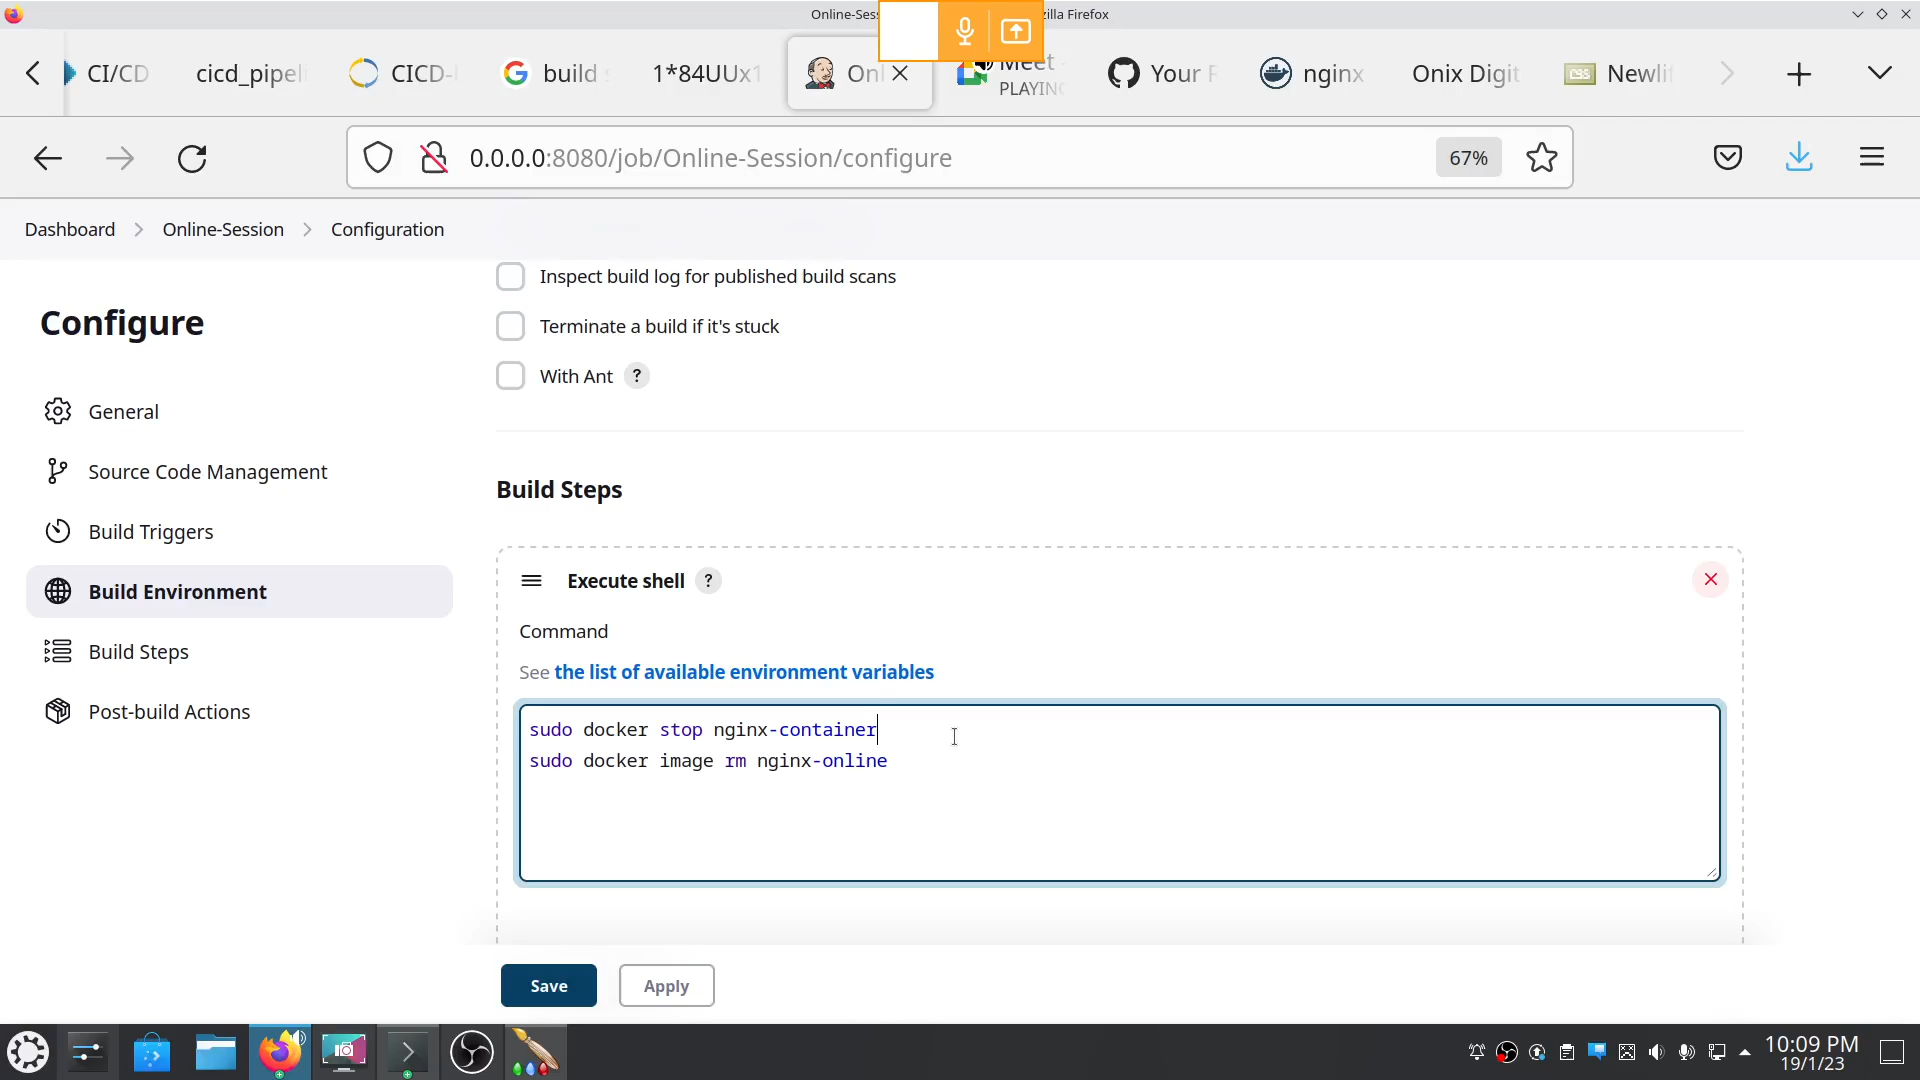 Online-Ses
zilla Firefox
CI/CD
cicd_pipel
CICD-
build s
1*84UUx1
Onl
Meet
PLAYING
Your
nginx
Onix Digit
Newli
0.0.0.0:8080/job/Online-Session/configure
67%
Dashboard
Online-Session
Configuration
Configure
General
Source Code Management
Build Triggers
Build Environment
Build Steps
Post-build Actions
Inspect build log for published build scans
Terminate a build if it's stuck
With Ant ?
Build Steps
Execute shell ?
Command
See the list of available environment variables
sudo docker stop nginx-container
sudo docker image rm nginx-online
Save
Apply
10:09 PM
19/1/23